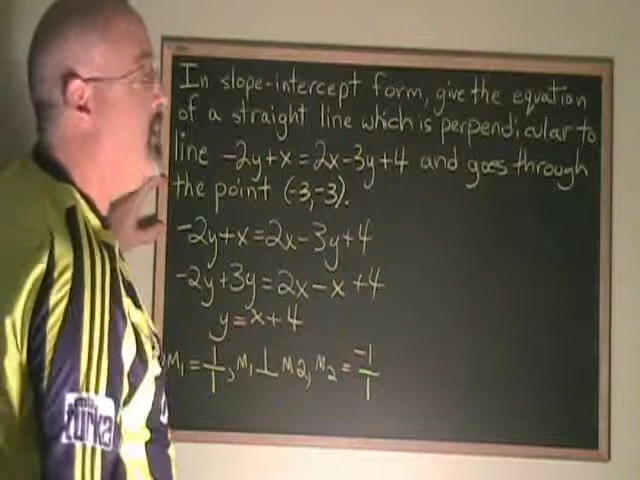 In slope-intercept form, give the equation
of a straight line which is perpendicular to
line -2y+x=2x-3y+4 and goes through
the point (-3,-3).
-2y+x=2x-3y+4
-2y+3y=2x-x+4
y=x+4
M₁=1/1, M₁⊥M2, M₂=-1/1
turka